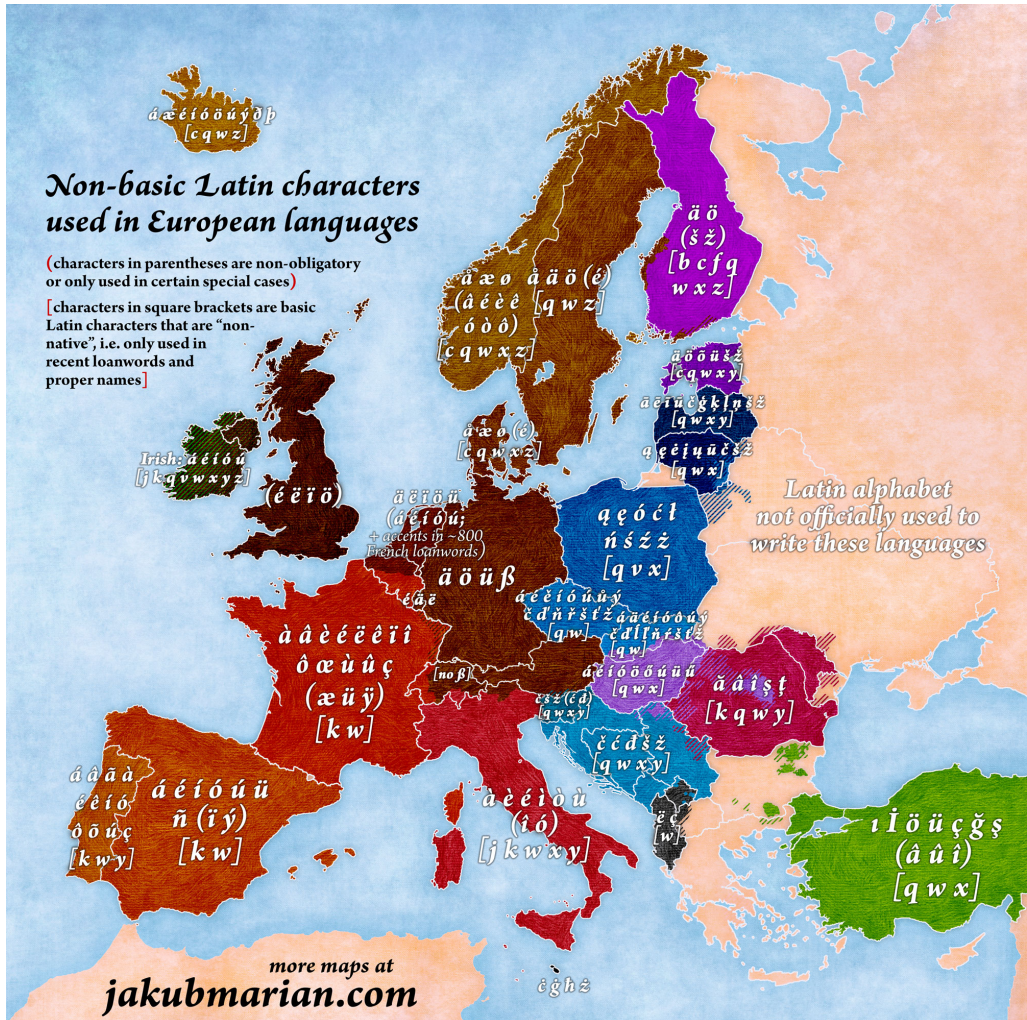 á æ é í ó ö ú ý ð þ
[c q w z]
Non-basic Latin characters
used in European languages
(characters in parentheses are non-obligatory
or only used in certain special cases)
[characters in square brackets are basic
Latin characters that are “non-
native”, i.e. only used in
recent loanwords and
proper names]
ä ö
(š ž)
[b c f q
w x z]
å æ ø
(â é è ê
ó ò ô)
[c q w x z]
å ä ö (é)
[q w z]
ä ö õ ü š ž
[c q w x y]
ā ē ī ū č ģ ķ ļ ņ š ž
[q w x y]
ą ę ė į ų ū č š ž
[q w x]
å æ ø (é)
[c q w x z]
Irish: á é í ó ú
[j k q v w x y z]
(é ë ï ö)
ä ë ï ö ü
(á é í ó) ú;
+ accents in ~800
French loanwords)
ä ö ü ß
ą ę ó ć ł
ń ś ź ż
[q v x]
Latin alphabet
not officially used to
write these languages
é ä ë
á é ě í ó ú ů ý
č ď ň ř š ť ž
[q w]
á ä é í ó ô ú ý
č ď ĺ ľ ň ŕ š ť ž
[q w]
[no ß]
á é í ó ö ő ú ü ű
[q w x]
à â è é ë ê ï î
ô œ ù û ç
(æ ü ÿ)
[k w]
č š ž (ć đ)
[q w x y]
č ć đ š ž
[q w x y]
ă â î ș ț
[k q w y]
á â ã à
é ê í ó
ô õ ú ç
[k w y]
á é í ó ú ü
ñ (ï ý)
[k w]
à è é ì ò ù
(î ó)
[j k w x y]
ë ç
[w]
ı İ ö ü ç ğ ş
(â û î)
[q w x]
ċ ġ ħ ż
more maps at
jakubmarian.com